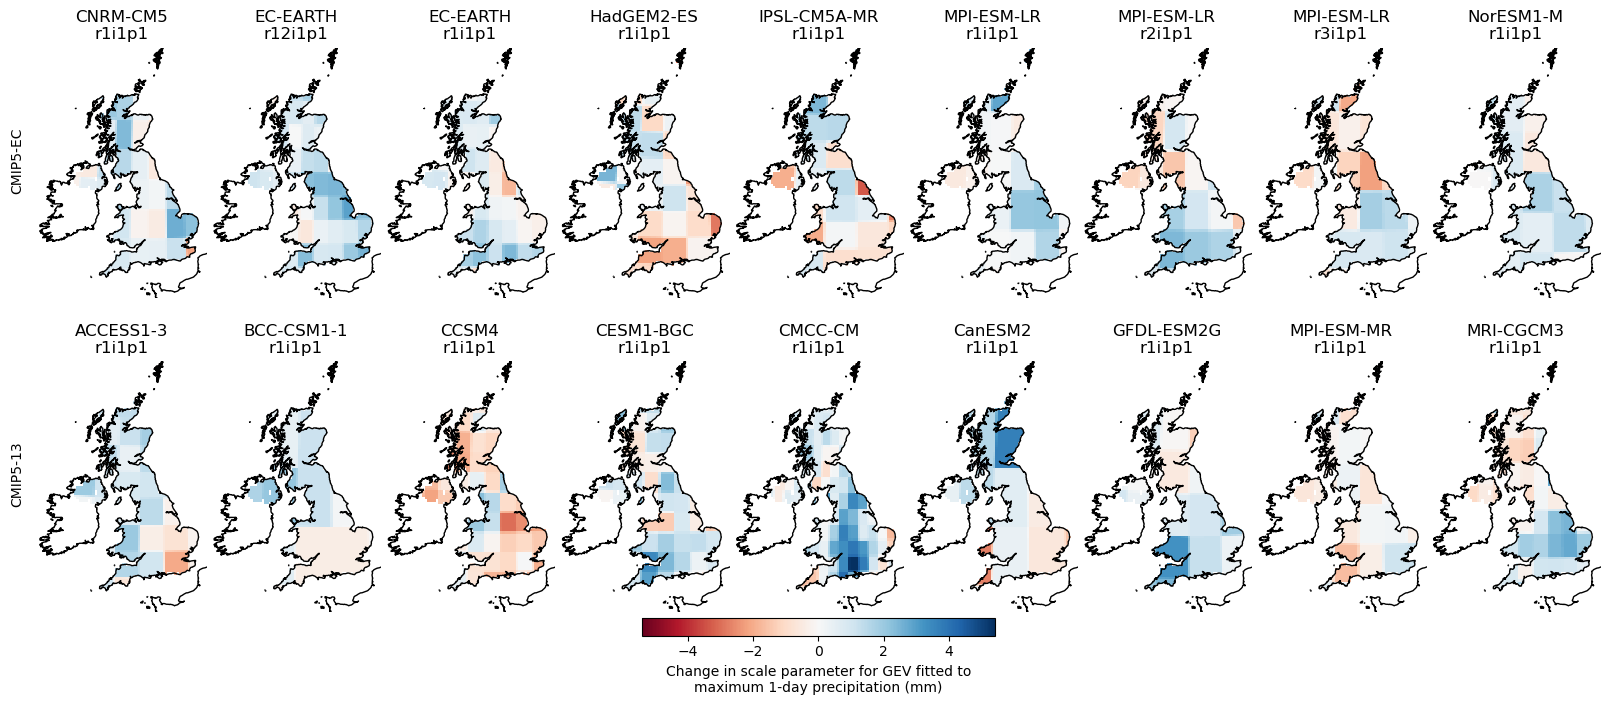 CNRM-CM5
r1i1p1
EC-EARTH
r12i1p1
EC-EARTH
r1i1p1
HadGEM2-ES
r1i1p1
IPSL-CM5A-MR
r1i1p1
MPI-ESM-LR
r1i1p1
MPI-ESM-LR
r2i1p1
MPI-ESM-LR
r3i1p1
NorESM1-M
r1i1p1
CMIP5-EC
ACCESS1-3
r1i1p1
BCC-CSM1-1
r1i1p1
CCSM4
r1i1p1
CESM1-BGC
r1i1p1
CMCC-CM
r1i1p1
CanESM2
r1i1p1
GFDL-ESM2G
r1i1p1
MPI-ESM-MR
r1i1p1
MRI-CGCM3
r1i1p1
CMIP5-13
−4 −2 0 2 4
Change in scale parameter for GEV fitted to
maximum 1-day precipitation (mm)